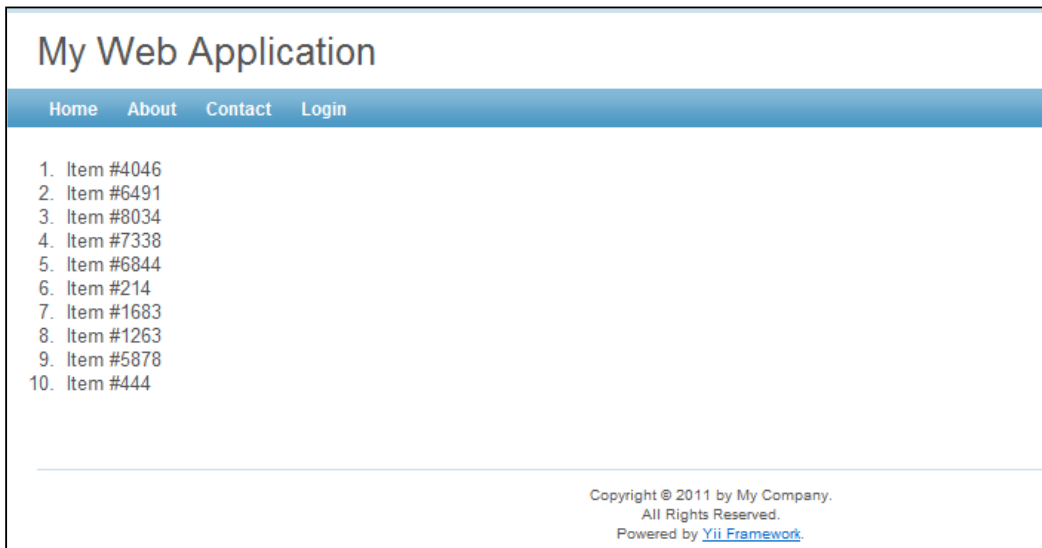 My Web Application
Home About Contact Login
1. Item #4046
2. Item #6491
3. Item #8034
4. Item #7338
5. Item #6844
6. Item #214
7. Item #1683
8. Item #1263
9. Item #5878
10. Item #444
Copyright © 2011 by My Company.
All Rights Reserved.
Powered by Yii Framework.